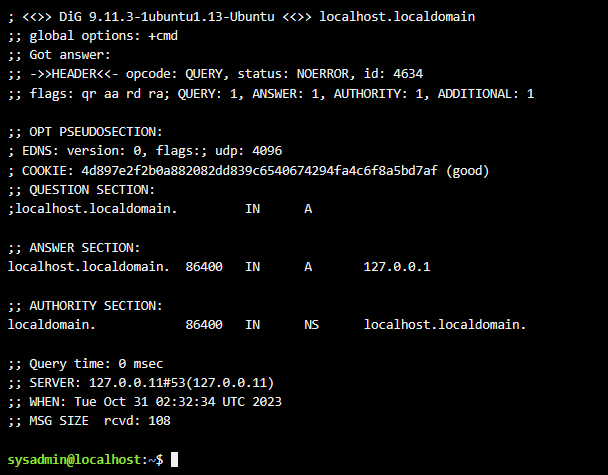 ; <<>> DiG 9.11.3-1ubuntu1.13-Ubuntu <<>> localhost.localdomain
;; global options: +cmd
;; Got answer:
;; ->>HEADER<<- opcode: QUERY, status: NOERROR, id: 4634
;; flags: qr aa rd ra; QUERY: 1, ANSWER: 1, AUTHORITY: 1, ADDITIONAL: 1
;; OPT PSEUDOSECTION:
; EDNS: version: 0, flags:; udp: 4096
; COOKIE: 4d897e2f2b0a882082dd839c6540674294fa4c6f8a5bd7af (good)
;; QUESTION SECTION:
;localhost.localdomain. IN A
;; ANSWER SECTION:
localhost.localdomain. 86400 IN A 127.0.0.1
;; AUTHORITY SECTION:
localdomain. 86400 IN NS localhost.localdomain.
;; Query time: 0 msec
;; SERVER: 127.0.0.11#53(127.0.0.11)
;; WHEN: Tue Oct 31 02:32:34 UTC 2023
;; MSG SIZE rcvd: 108
sysadmin@localhost:~$